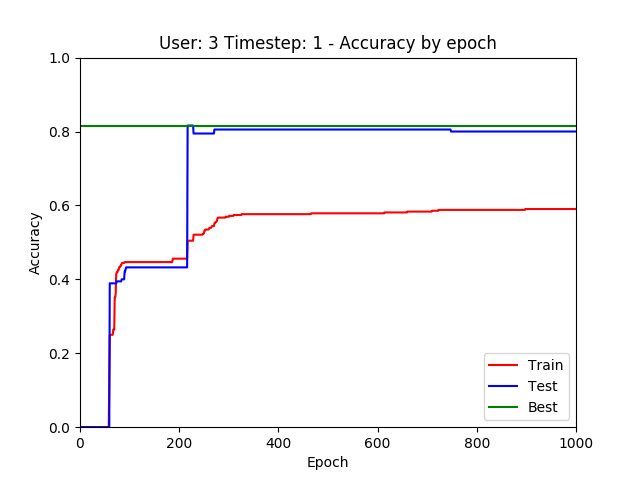 User: 3 Timestep: 1 - Accuracy by epoch
1.0
0.8
0.6
0.4
0.2
0.0
Accuracy
Train
Test
Best
0 200 400 600 800 1000
Epoch